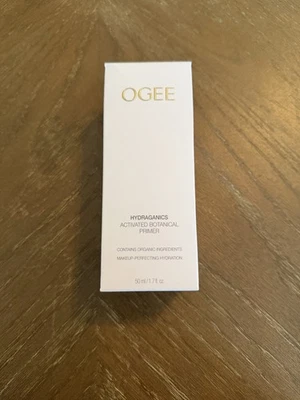 OGEE
HYDRAGANICS
ACTIVATED BOTANICAL
PRIMER
CONTAINS ORGANIC INGREDIENTS
MAKEUP-PERFECTING HYDRATION
50 ml/1.7 fl oz